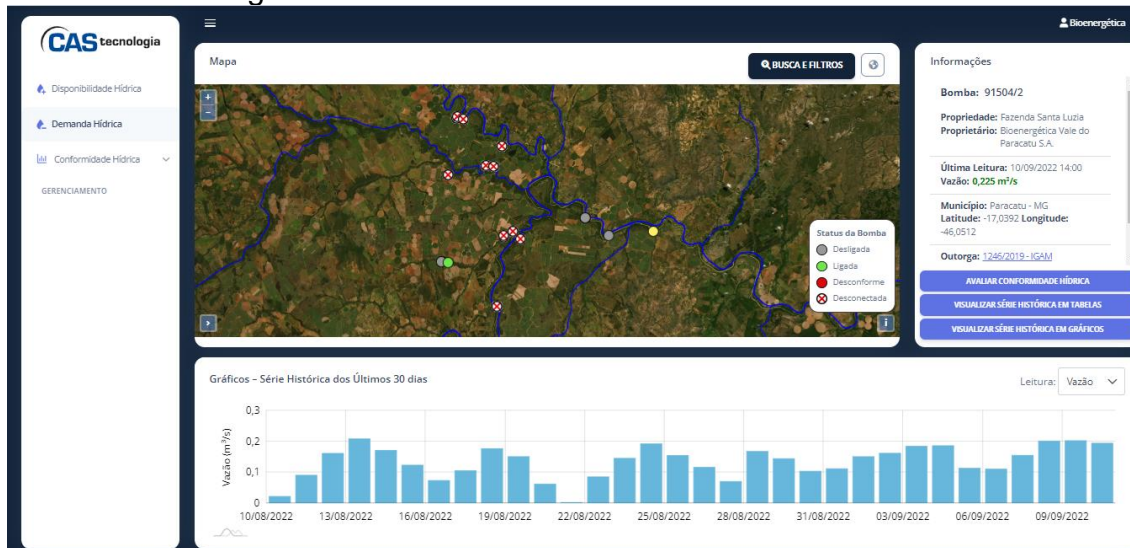 CAS tecnologia
Disponibilidade Hídrica
Demanda Hídrica
Conformidade Hídrica
GERENCIAMENTO
Bioenergética
Mapa
BUSCA E FILTROS
+
−
Status da Bomba
Desligada
Ligada
Desconforme
Desconectada
›
i
Informações
Bomba: 91504/2
Propriedade: Fazenda Santa Luzia
Proprietário: Bioenergética Vale do
Paracatu S.A.
Última Leitura: 10/09/2022 14:00
Vazão: 0,225 m³/s
Município: Paracatu - MG
Latitude: -17,0392 Longitude:
-46,0512
Outorga: 1246/2019 - IGAM
AVALIAR CONFORMIDADE HÍDRICA
VISUALIZAR SÉRIE HISTÓRICA EM TABELAS
VISUALIZAR SÉRIE HISTÓRICA EM GRÁFICOS
Gráficos – Série Histórica dos Últimos 30 dias
Leitura: Vazão
Vazão (m³/s)
0,3
0,2
0,1
0
10/08/2022 13/08/2022 16/08/2022 19/08/2022 22/08/2022 25/08/2022 28/08/2022 31/08/2022 03/09/2022 06/09/2022 09/09/2022